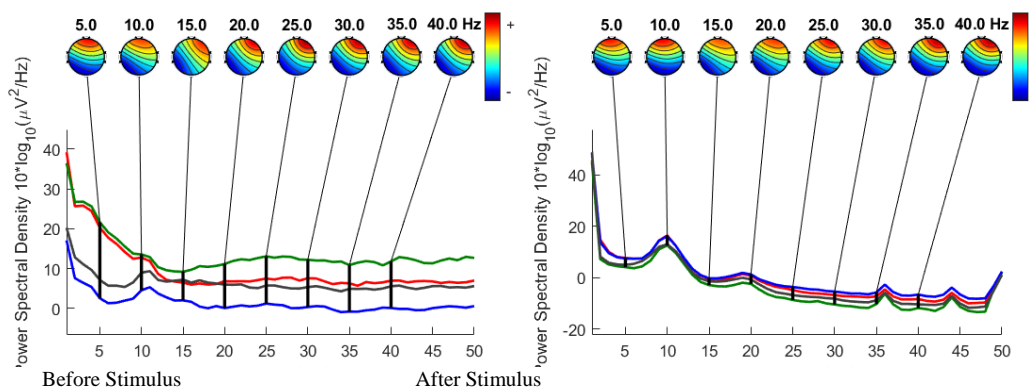 5.0 10.0 15.0 20.0 25.0 30.0 35.0 40.0 Hz
+
-
Power Spectral Density 10*log10(μV2/Hz)
40
30
20
10
0
5 10 15 20 25 30 35 40 45 50
5.0 10.0 15.0 20.0 25.0 30.0 35.0 40.0 Hz
Power Spectral Density 10*log10(μV2/Hz)
40
20
0
-20
5 10 15 20 25 30 35 40 45 50
Before Stimulus
After Stimulus